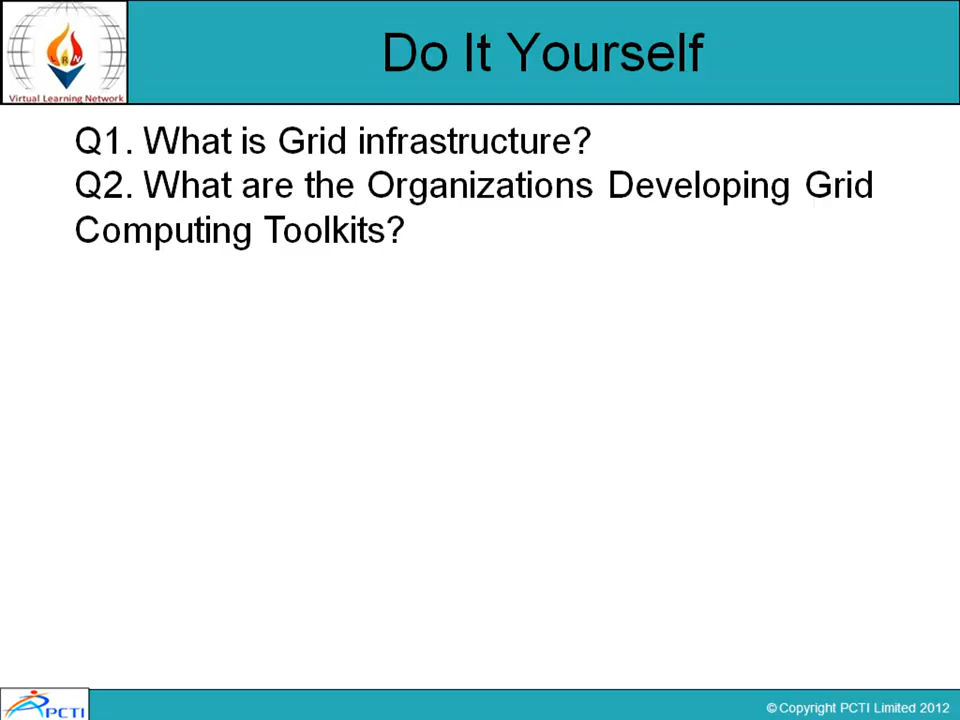 RN
Virtual Learning Network
Do It Yourself
Q1. What is Grid infrastructure?
Q2. What are the Organizations Developing Grid
Computing Toolkits?
PCTI
© Copyright PCTI Limited 2012